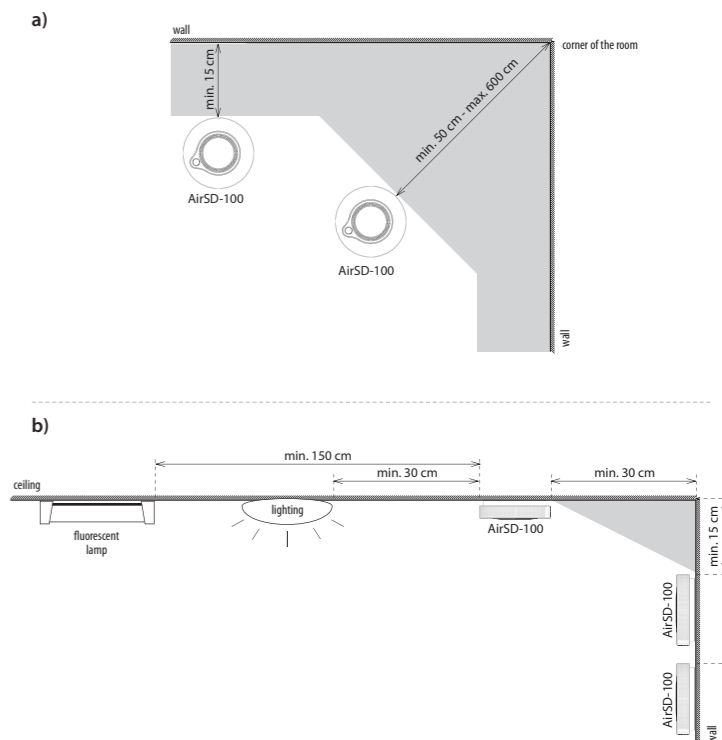 a)
wall
corner of the room
min. 15 cm
min. 50 cm - max. 600 cm
AirSD-100
AirSD-100
wall
b)
min. 150 cm
min. 30 cm
min. 30 cm
ceiling
lighting
fluorescent
lamp
AirSD-100
min. 15 cm
AirSD-100
AirSD-100
wall